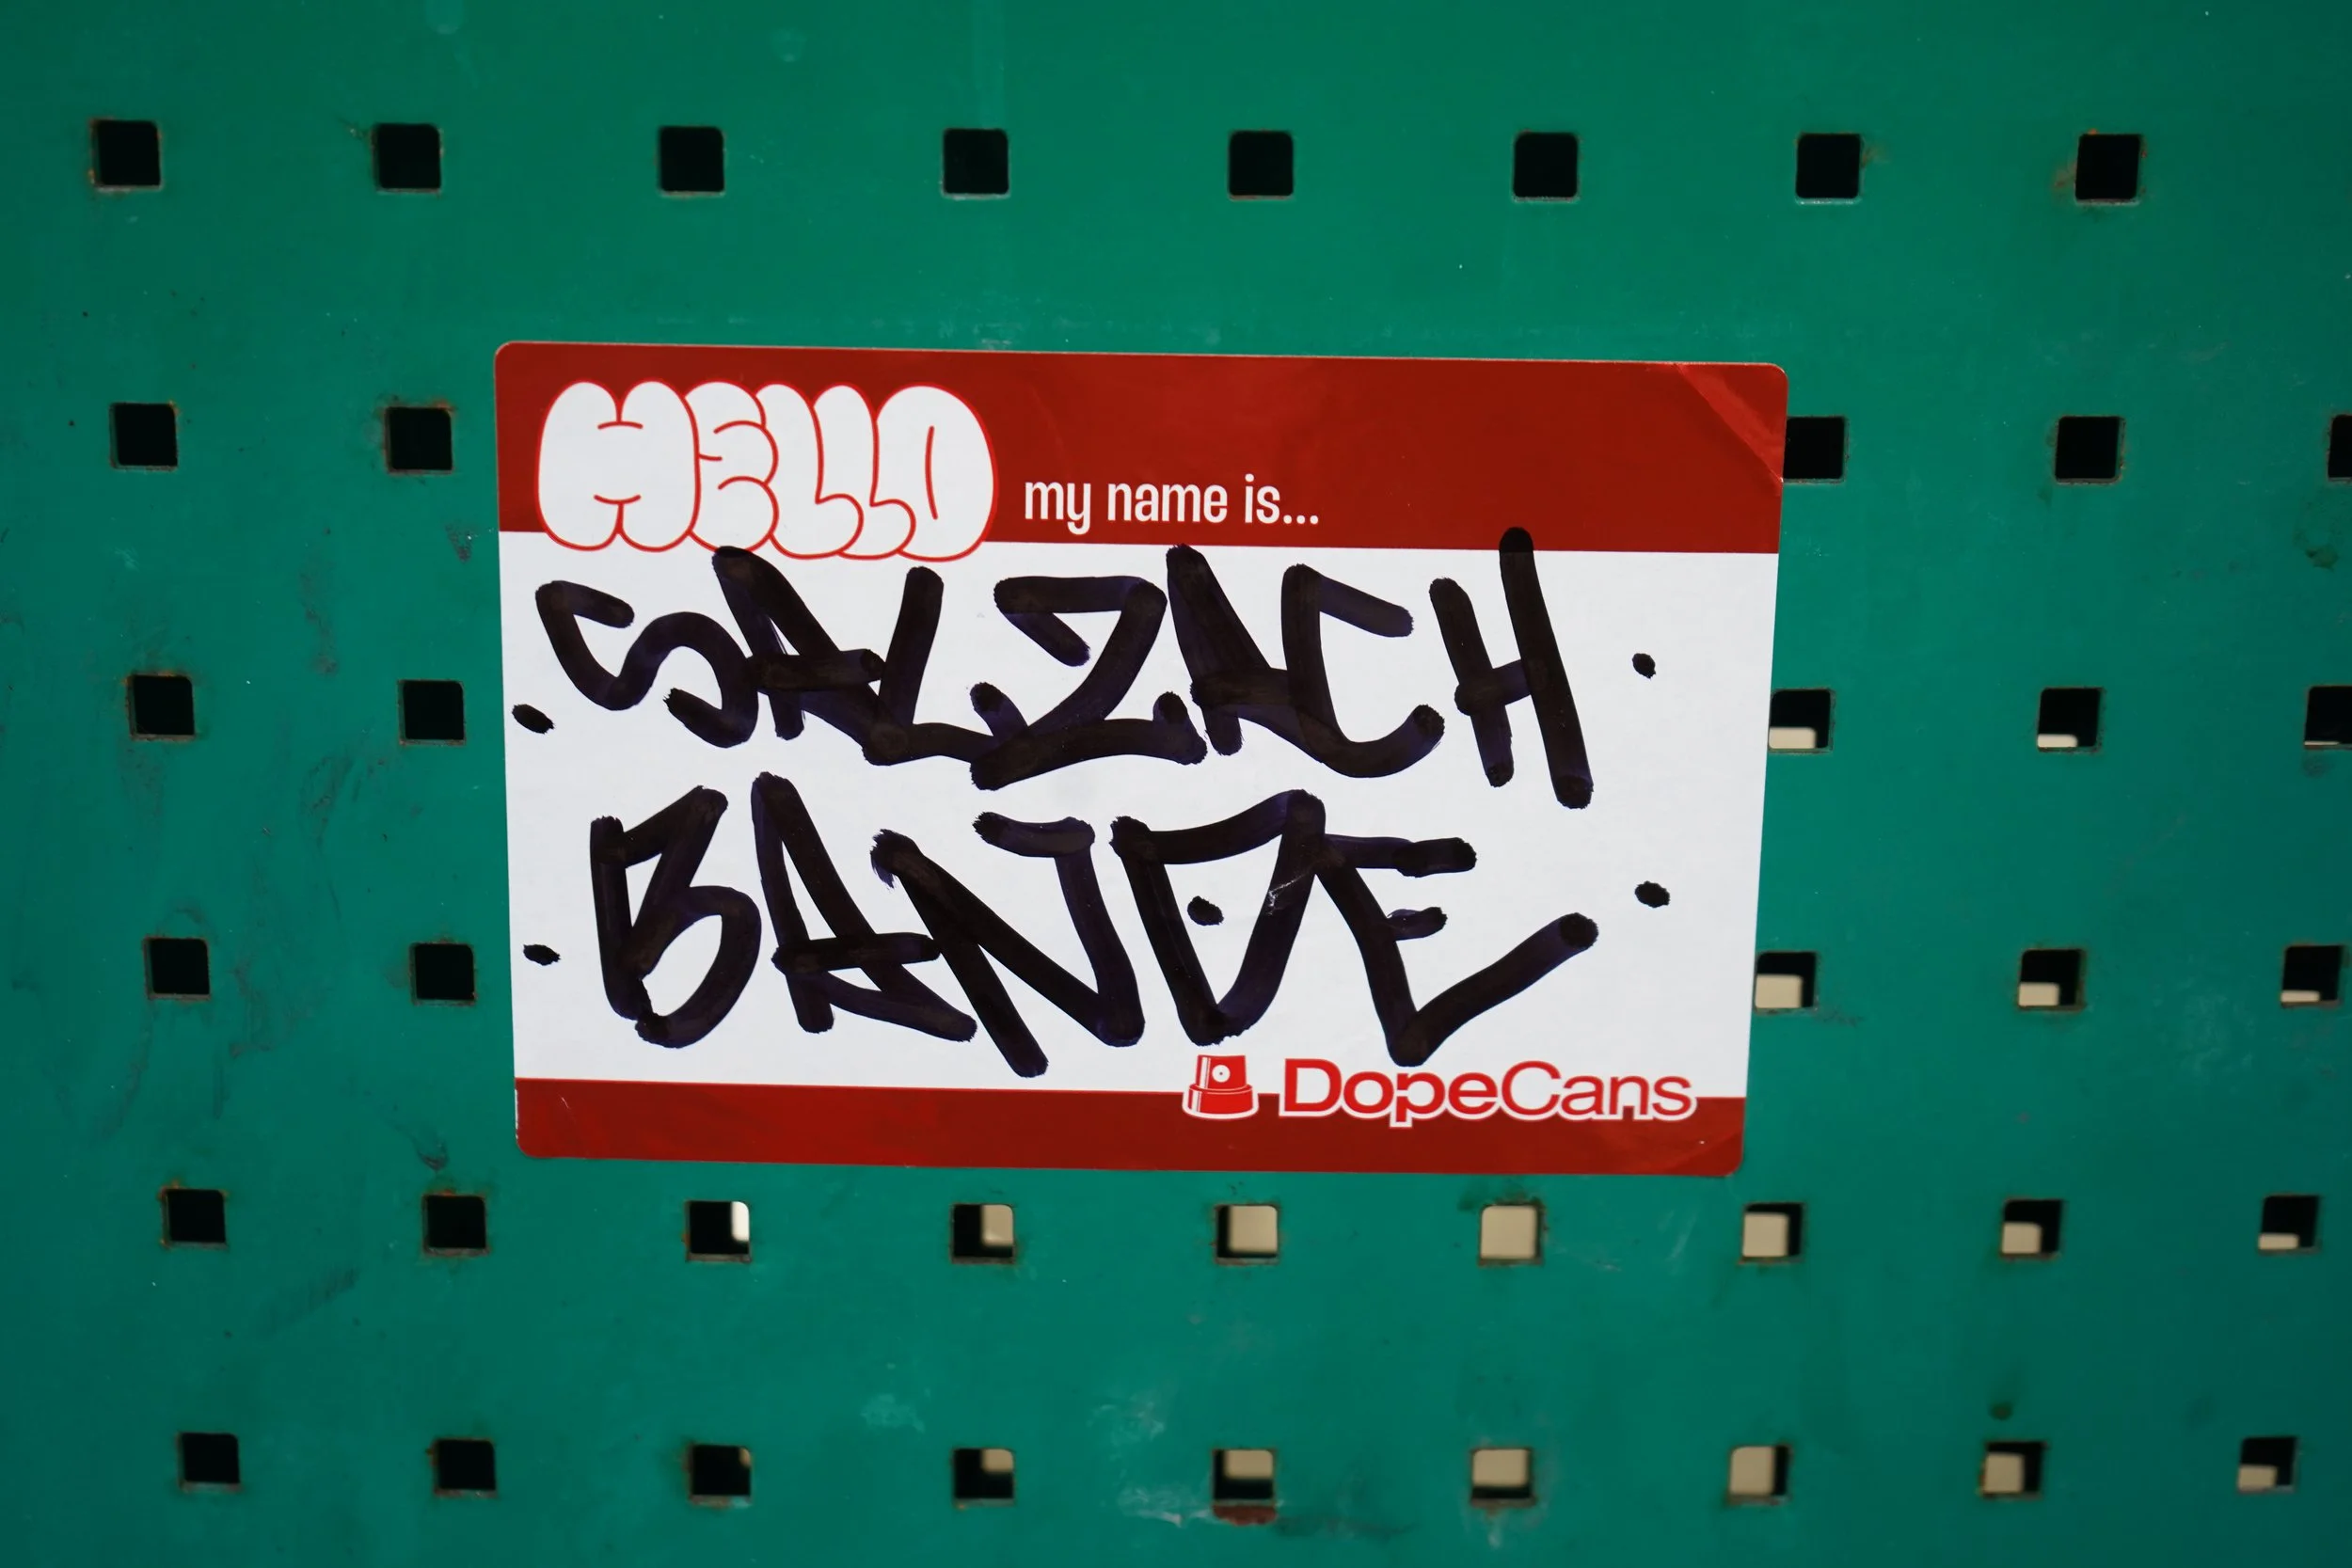 HELLO my name is...
SALZACH
BANDE
DopeCans